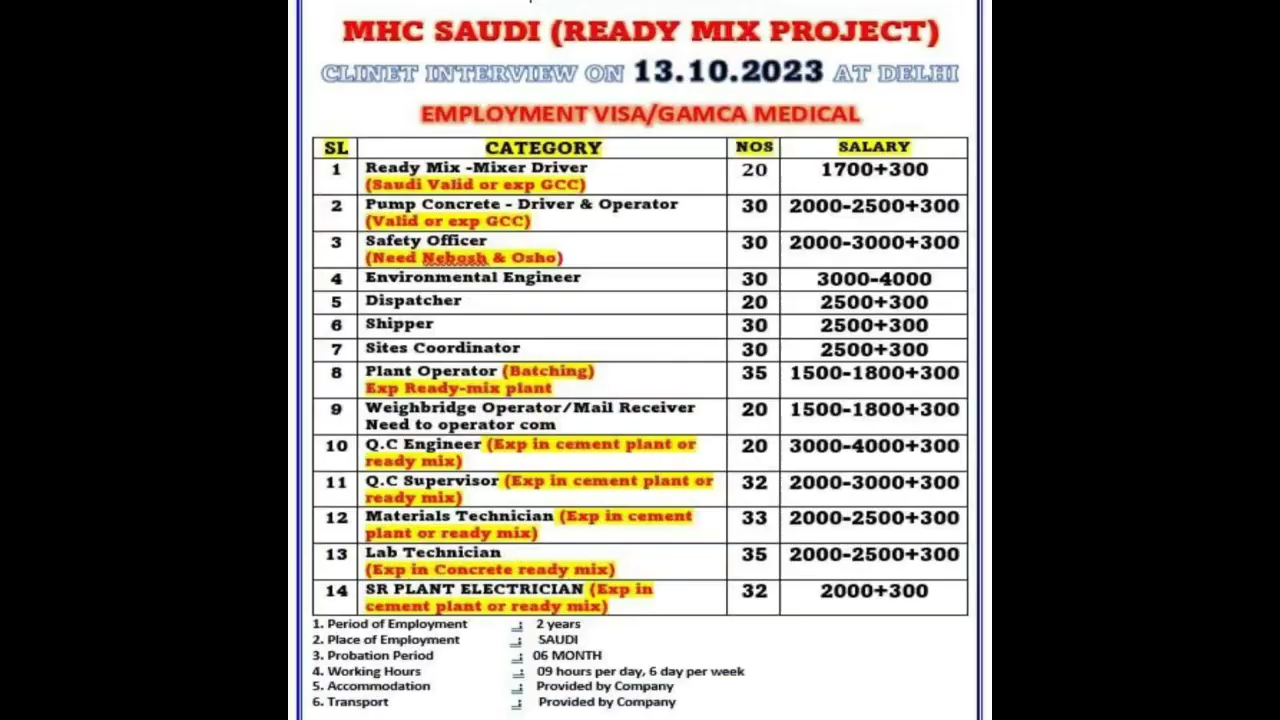 MHC SAUDI (READY MIX PROJECT)
CLINET INTERVIEW ON 13.10.2023 AT DELHI
EMPLOYMENT VISA/GAMCA MEDICAL
SL CATEGORY NOS SALARY
1 Ready Mix -Mixer Driver 20 1700+300
(Saudi Valid or exp GCC)
2 Pump Concrete - Driver & Operator 30 2000-2500+300
(Valid or exp GCC)
3 Safety Officer 30 2000-3000+300
(Need Nebosh & Osho)
4 Environmental Engineer 30 3000-4000
5 Dispatcher 20 2500+300
6 Shipper 30 2500+300
7 Sites Coordinator 30 2500+300
8 Plant Operator (Batching) 35 1500-1800+300
Exp Ready-mix plant
9 Weighbridge Operator/Mail Receiver 20 1500-1800+300
Need to operator com
10 Q.C Engineer (Exp in cement plant or 20 3000-4000+300
ready mix)
11 Q.C Supervisor (Exp in cement plant or 32 2000-3000+300
ready mix)
12 Materials Technician (Exp in cement 33 2000-2500+300
plant or ready mix)
13 Lab Technician 35 2000-2500+300
(Exp in Concrete ready mix)
14 SR PLANT ELECTRICIAN (Exp in 32 2000+300
cement plant or ready mix)
1. Period of Employment : 2 years
2. Place of Employment : SAUDI
3. Probation Period : 06 MONTH
4. Working Hours : 09 hours per day, 6 day per week
5. Accommodation : Provided by Company
6. Transport : Provided by Company